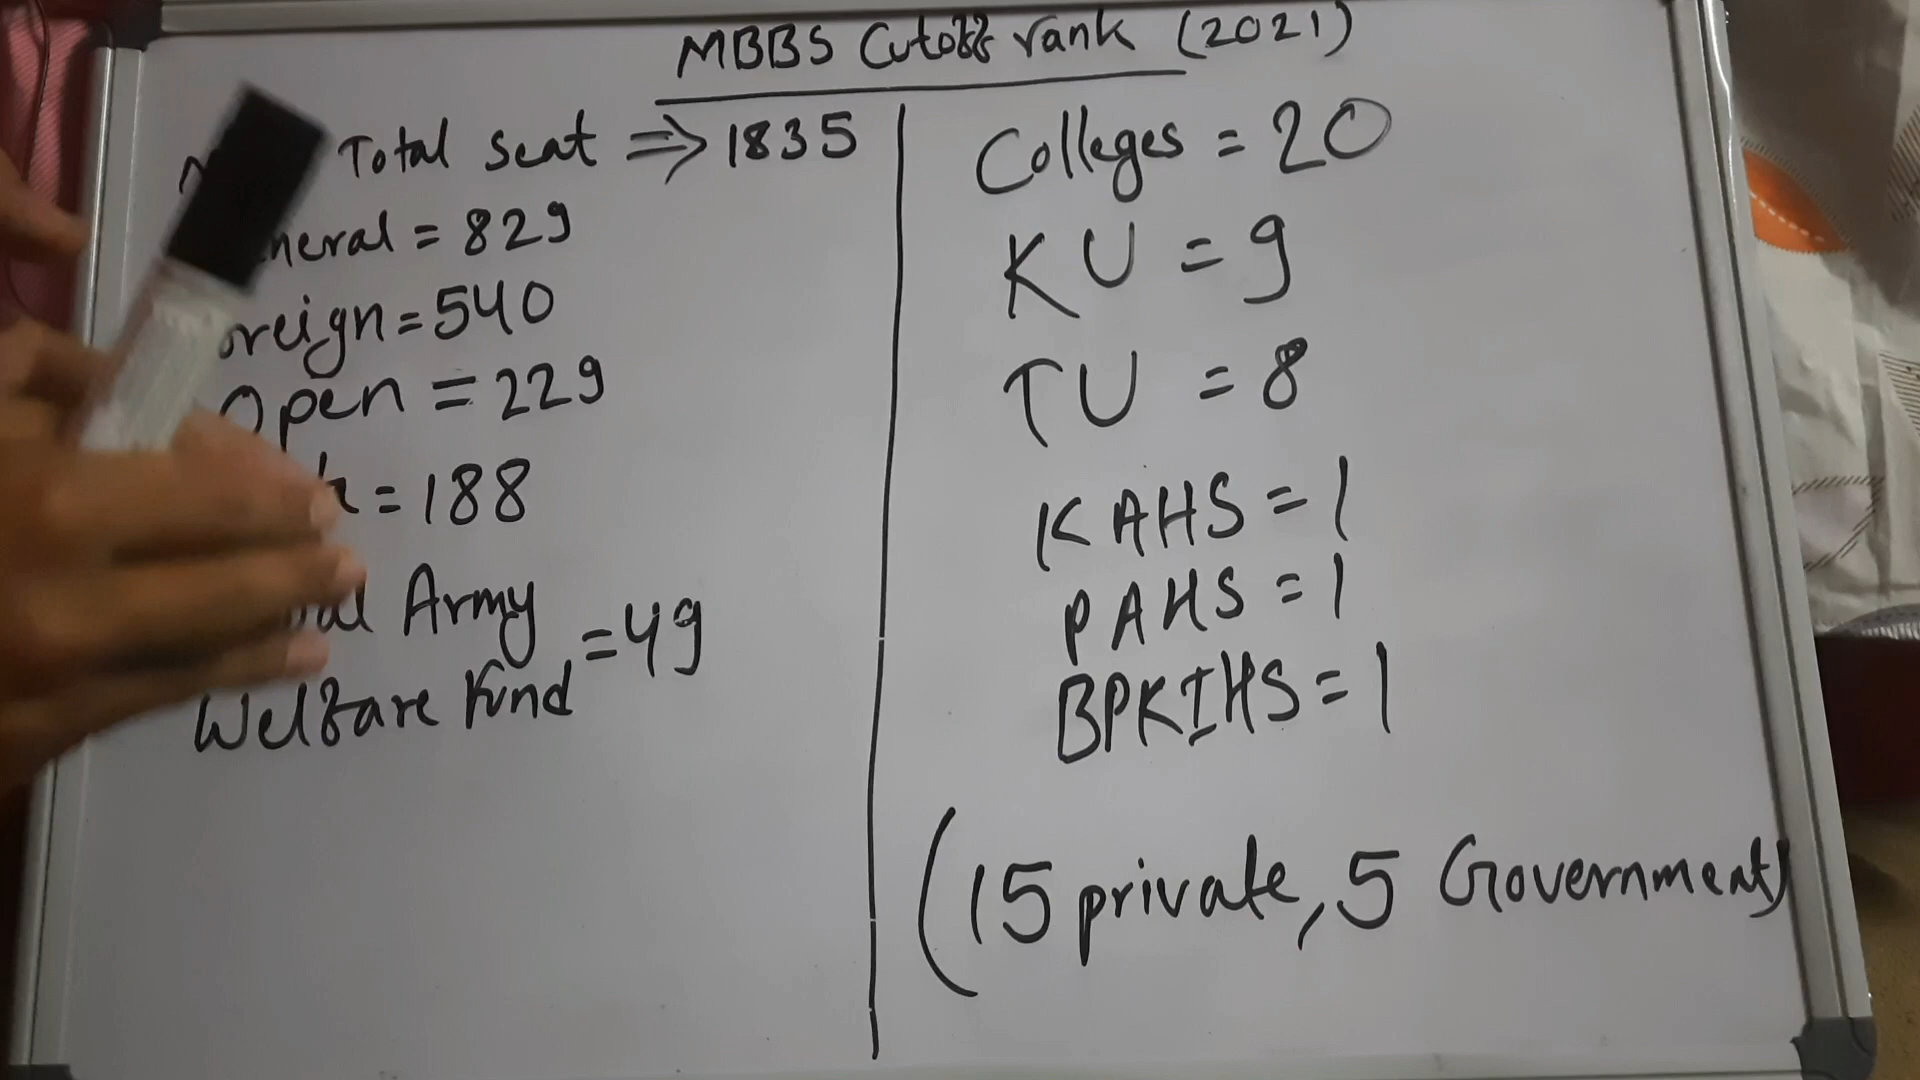 MBBS Cutoff rank (2021)
Total seat ⇒ 1835
neral = 829
oreign = 540
Open = 229
= 188
Army
Welfare Fund = 49
Colleges = 20
KU = 9
TU = 8
KAHS = 1
PAHS = 1
BPKIHS = 1
(15 private, 5 Government)